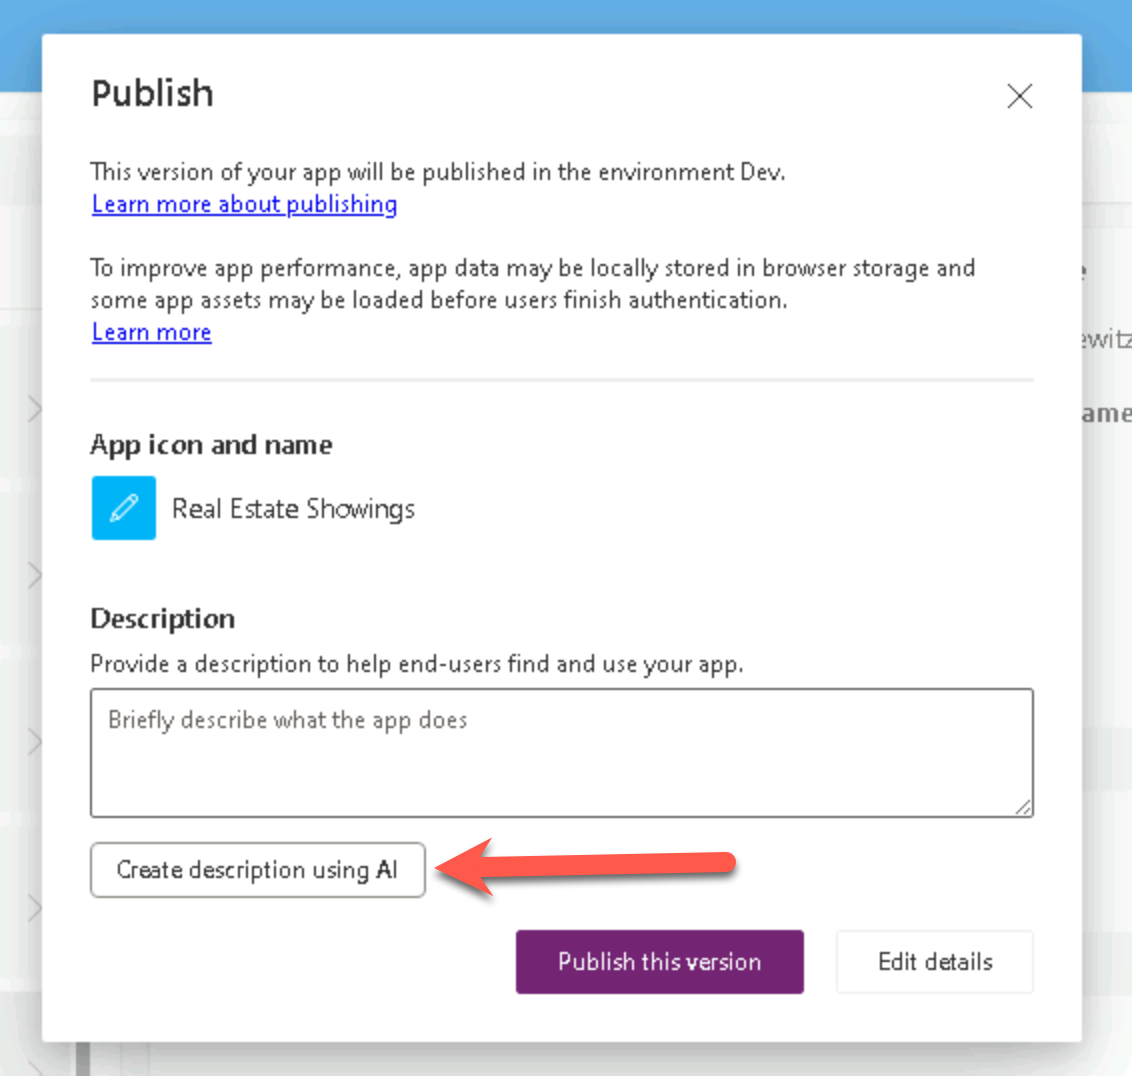 Publish
This version of your app will be published in the environment Dev.
Learn more about publishing
To improve app performance, app data may be locally stored in browser storage and
some app assets may be loaded before users finish authentication.
Learn more
App icon and name
Real Estate Showings
Description
Provide a description to help end-users find and use your app.
Briefly describe what the app does
Create description using AI
Publish this version
Edit details